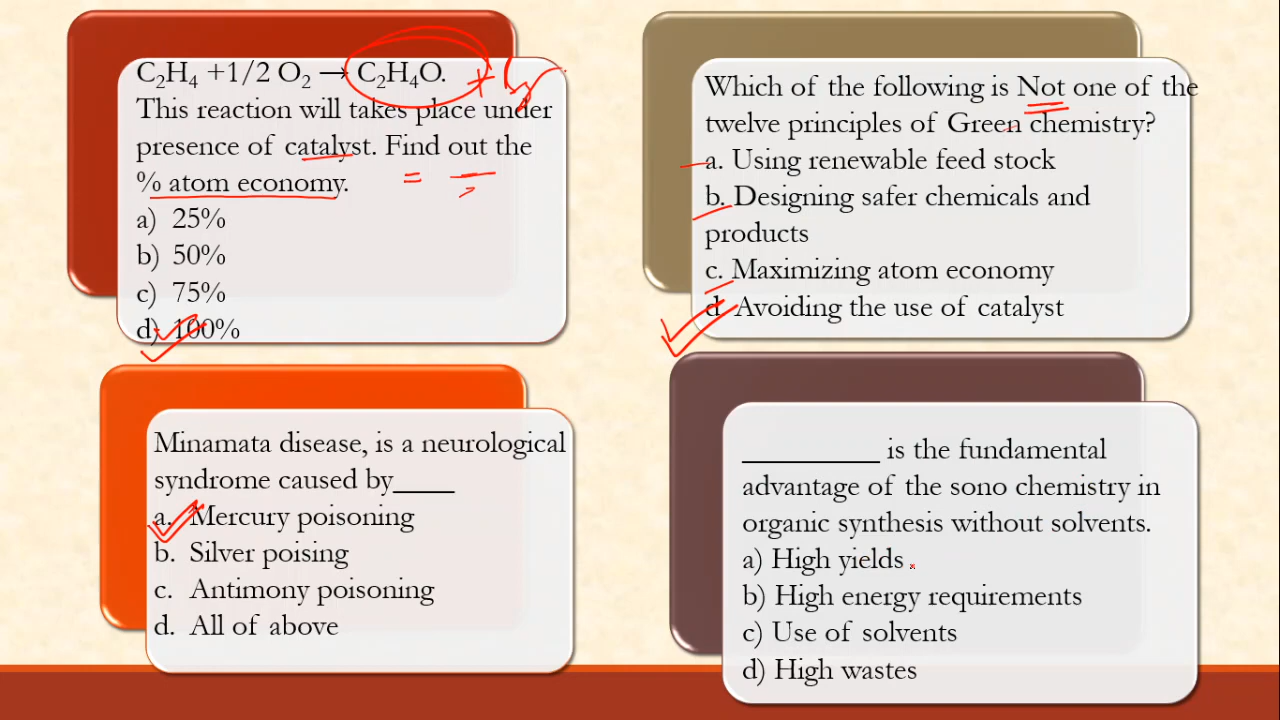 C₂H₄ +1/2 O₂ → C₂H₄O.
This reaction will takes place under
presence of catalyst. Find out the
% atom economy.
a) 25%
b) 50%
c) 75%
d) 100%
Which of the following is Not one of the
twelve principles of Green chemistry?
a. Using renewable feed stock
b. Designing safer chemicals and
products
c. Maximizing atom economy
d. Avoiding the use of catalyst
Minamata disease, is a neurological
syndrome caused by____
a. Mercury poisoning
b. Silver poising
c. Antimony poisoning
d. All of above
_________ is the fundamental
advantage of the sono chemistry in
organic synthesis without solvents.
a) High yields
b) High energy requirements
c) Use of solvents
d) High wastes